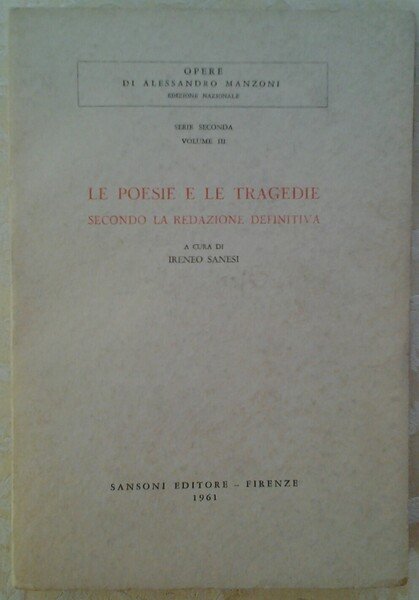 OPERE
DI ALESSANDRO MANZONI
EDIZIONE NAZIONALE
SERIE SECONDA
VOLUME III
LE POESIE E LE TRAGEDIE
SECONDO LA REDAZIONE DEFINITIVA
A CURA DI
IRENEO SANESI
SANSONI EDITORE – FIRENZE
1961